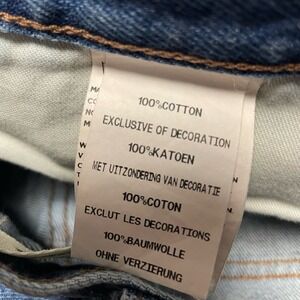 100%COTTON
EXCLUSIVE OF DECORATION
100%KATOEN
MET UITZONDERING VAN DECORATIE
100%COTON
EXCLUT LES DECORATIONS
100%BAUMWOLLE
OHNE VERZIERUNG